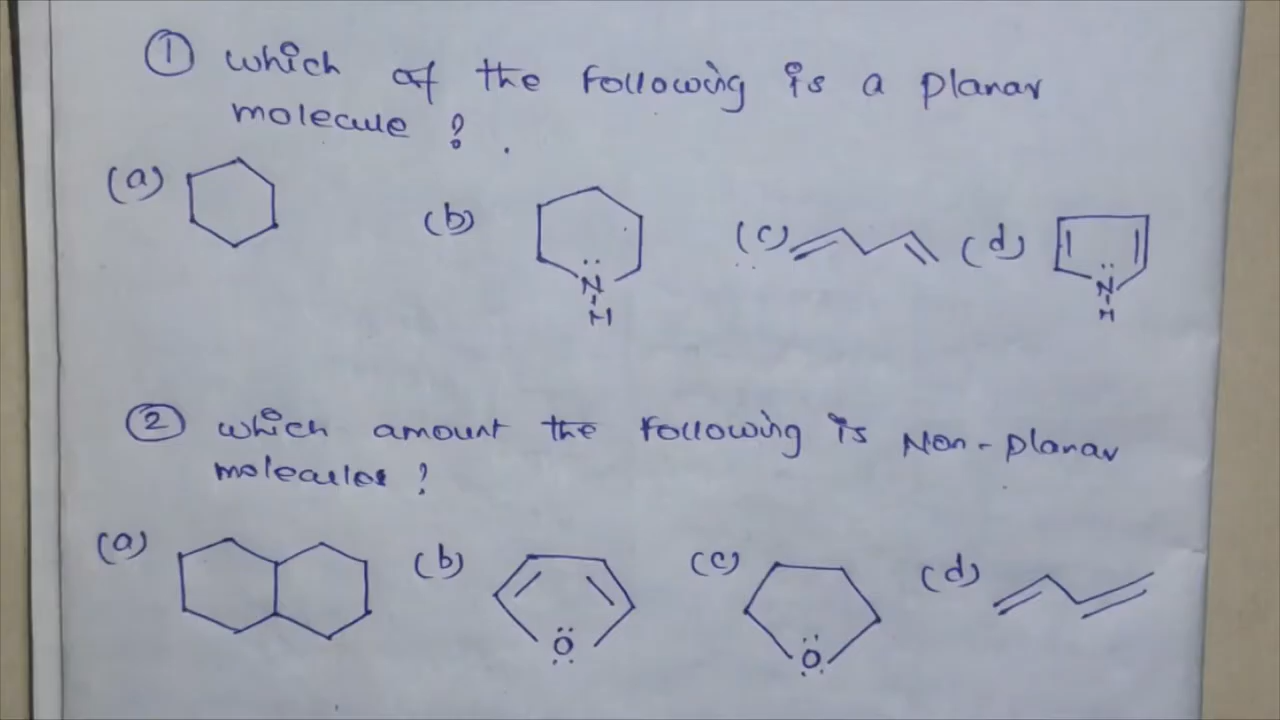 ① which of the following is a planar
molecule ? .
(a) (b) (c) (d)
N
H
N
H
② which amount the following is Non-planar
molecules ?
(a) (b) (c) (d)
O O